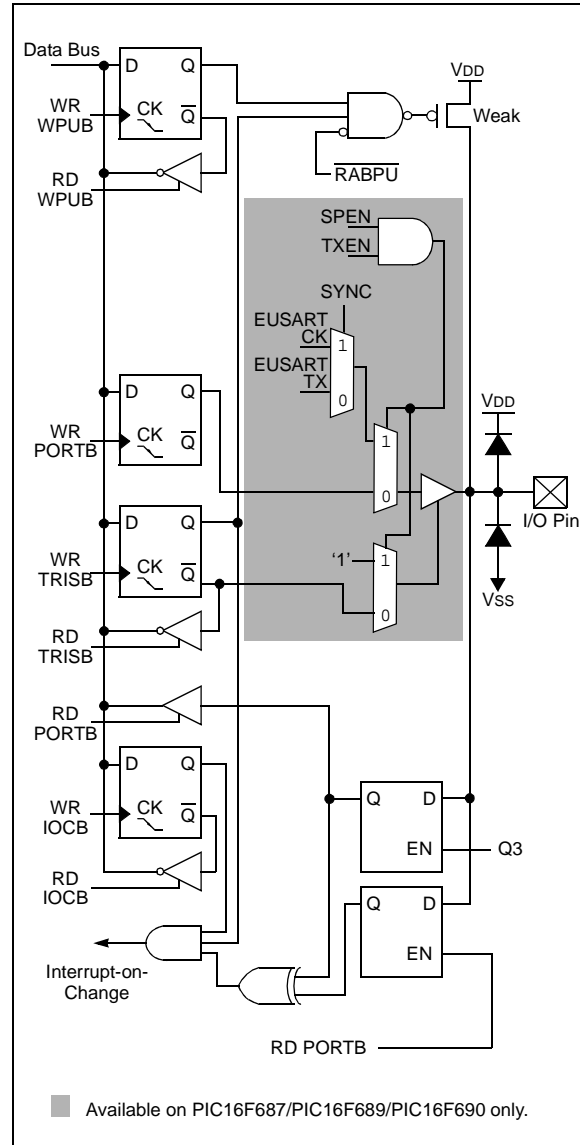 Data Bus
D Q
WR
WPUB
CK Q
RD
WPUB
VDD
Weak
RABPU
SPEN
TXEN
SYNC
EUSART
CK
EUSART
TX
1
0
D Q
WR
PORTB
CK Q
1
0
VDD
I/O Pin
VSS
D Q
WR
TRISB
CK Q
'1'
1
0
RD
TRISB
RD
PORTB
D Q
WR
IOCB
CK Q
RD
IOCB
Q D
EN
Q3
Q D
EN
Interrupt-on-
Change
RD PORTB
Available on PIC16F687/PIC16F689/PIC16F690 only.